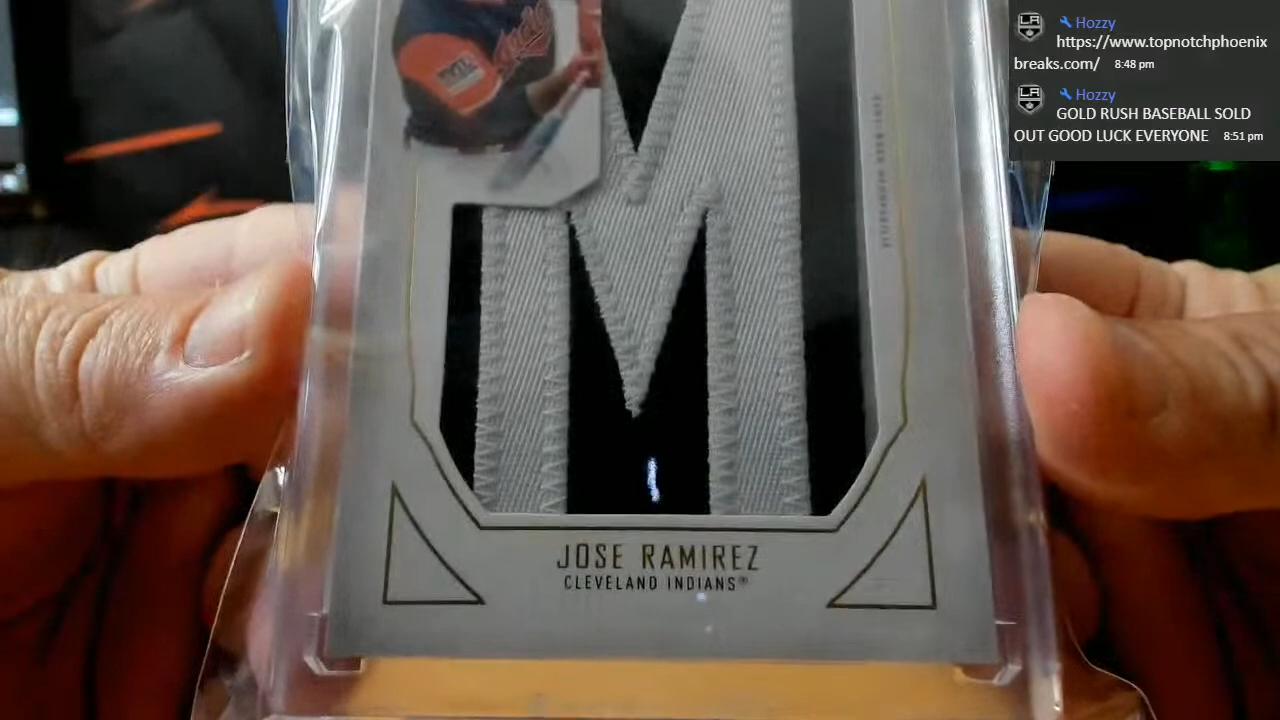 Hozzy
https://www.topnotchphoenix
breaks.com/ 8:48 pm
Hozzy
GOLD RUSH BASEBALL SOLD
OUT GOOD LUCK EVERYONE 8:51 pm
M
JOSE RAMIREZ
CLEVELAND INDIANS®